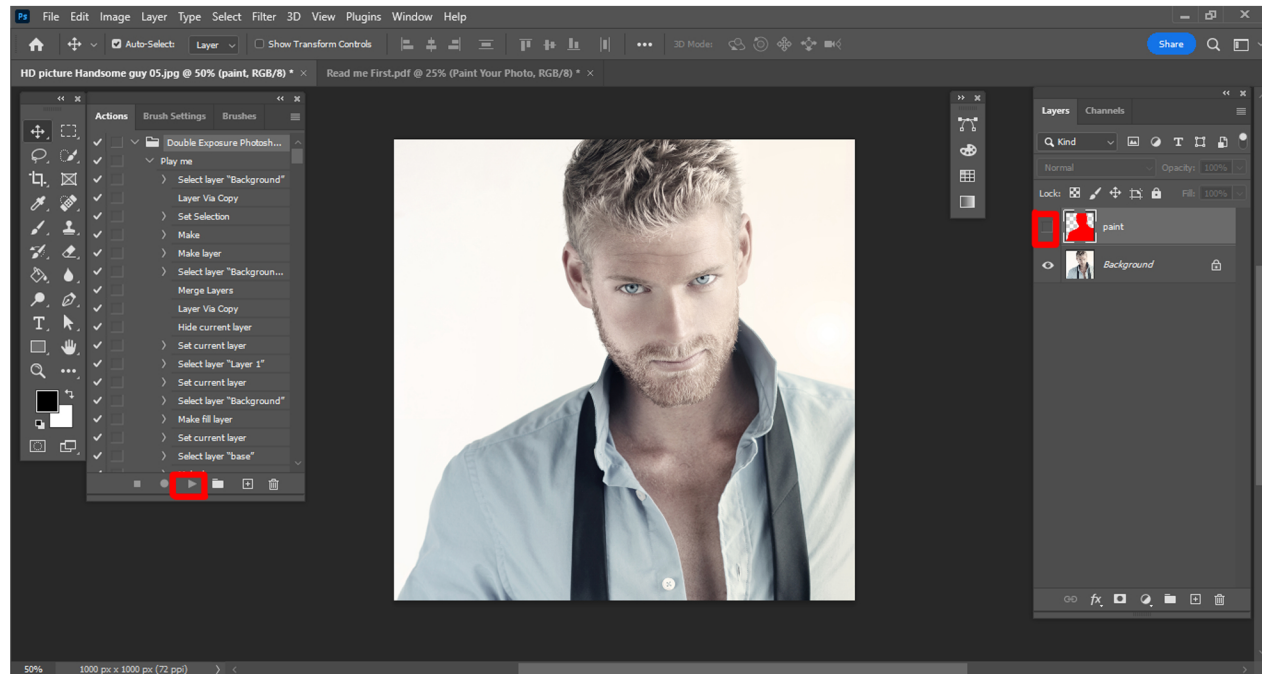 Ps File Edit Image Layer Type Select Filter 3D View Plugins Window Help
Auto-Select: Layer Show Transform Controls 3D Mode: Share
HD picture Handsome guy 05.jpg @ 50% (paint, RGB/8) * × Read me First.pdf @ 25% (Paint Your Photo, RGB/8) * ×
Actions Brush Settings Brushes
Double Exposure Photosh...
Play me
Select layer "Background"
Layer Via Copy
Set Selection
Make
Make layer
Select layer "Backgroun...
Merge Layers
Layer Via Copy
Hide current layer
Set current layer
Select layer "Layer 1"
Set current layer
Select layer "Background"
Make fill layer
Set current layer
Select layer "base"
Layers Channels
Kind
Normal Opacity: 100%
Lock: Fill: 100%
paint
Background
fx
50% 1000 px x 1000 px (72 ppi)